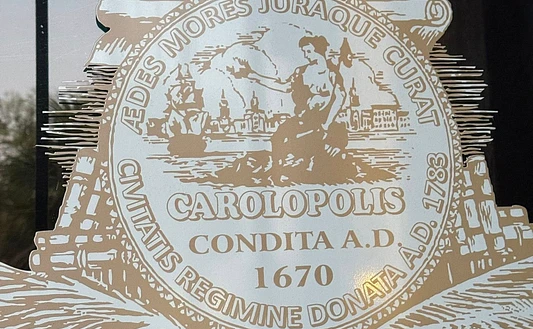 ÆDES MORES JURAQUE CURAT
CAROLOPOLIS
CONDITA A.D.
1670
CIVITATIS REGIMINE DONATA A.D. 1783